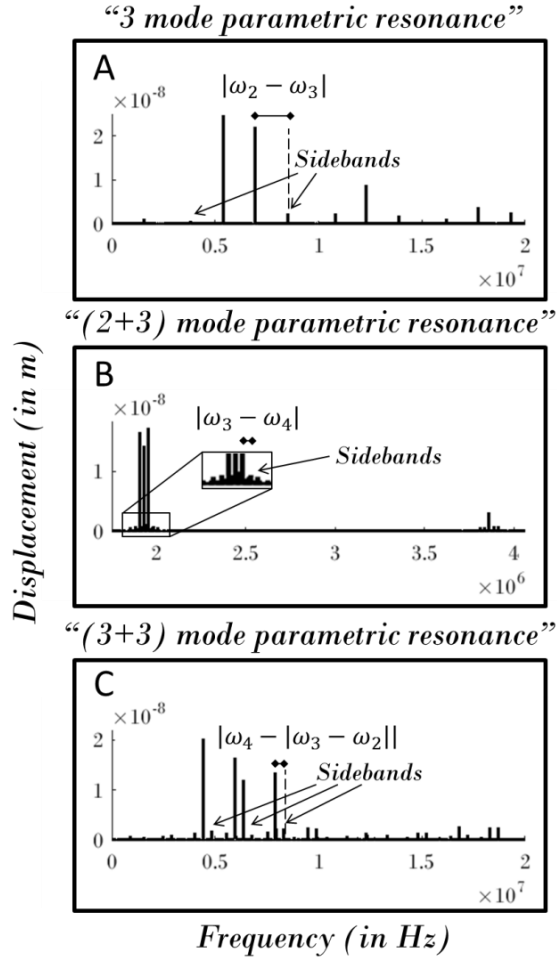 “3 mode parametric resonance”
A
|ω₂ − ω₃|
×10⁻⁸
2
1
0
Sidebands
0 0.5 1 1.5 2
×10⁷
“(2+3) mode parametric resonance”
B
×10⁻⁸
|ω₃ − ω₄|
1
0
Sidebands
2 2.5 3 3.5 4
×10⁶
“(3+3) mode parametric resonance”
C
×10⁻⁸
|ω₄ − |ω₃ − ω₂||
2
1
0
Sidebands
0 0.5 1 1.5 2
×10⁷
Displacement (in m)
Frequency (in Hz)